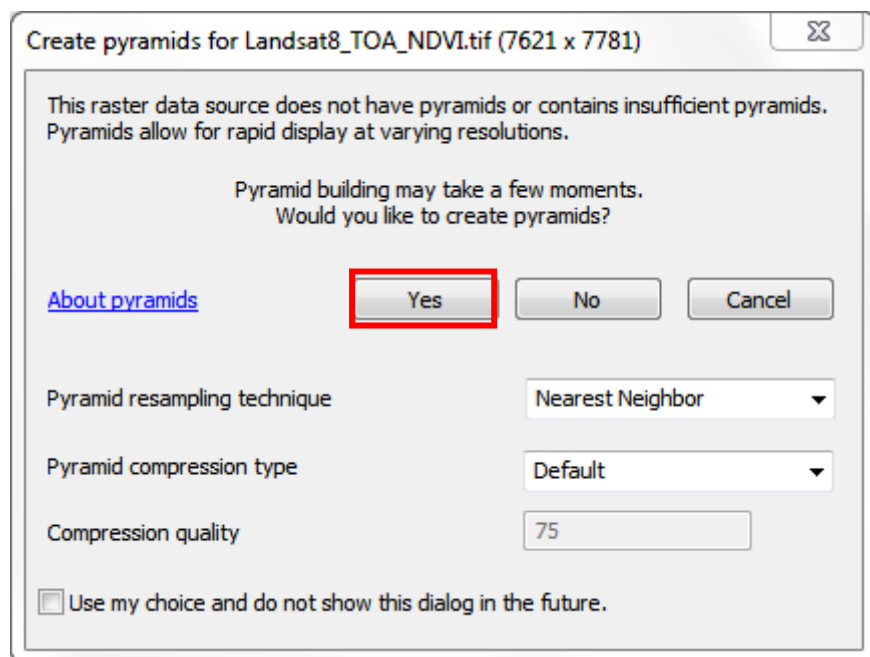 Create pyramids for Landsat8_TOA_NDVI.tif (7621 x 7781)
This raster data source does not have pyramids or contains insufficient pyramids.
Pyramids allow for rapid display at varying resolutions.
Pyramid building may take a few moments.
Would you like to create pyramids?
About pyramids Yes No Cancel
Pyramid resampling technique Nearest Neighbor
Pyramid compression type Default
Compression quality 75
Use my choice and do not show this dialog in the future.